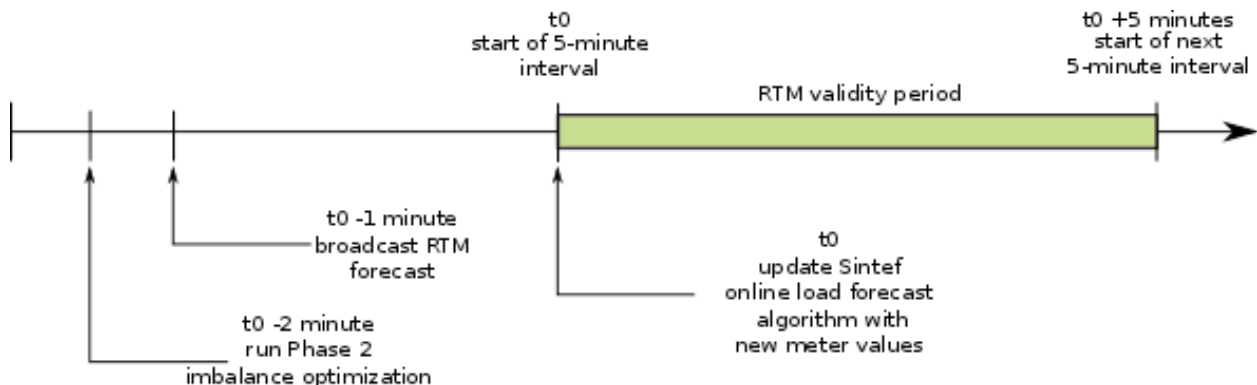 t0
start of 5-minute
interval
t0 +5 minutes
start of next
5-minute interval
RTM validity period
t0 -1 minute
broadcast RTM
forecast
t0
update Sintef
online load forecast
algorithm with
new meter values
t0 -2 minute
run Phase 2
imbalance optimization